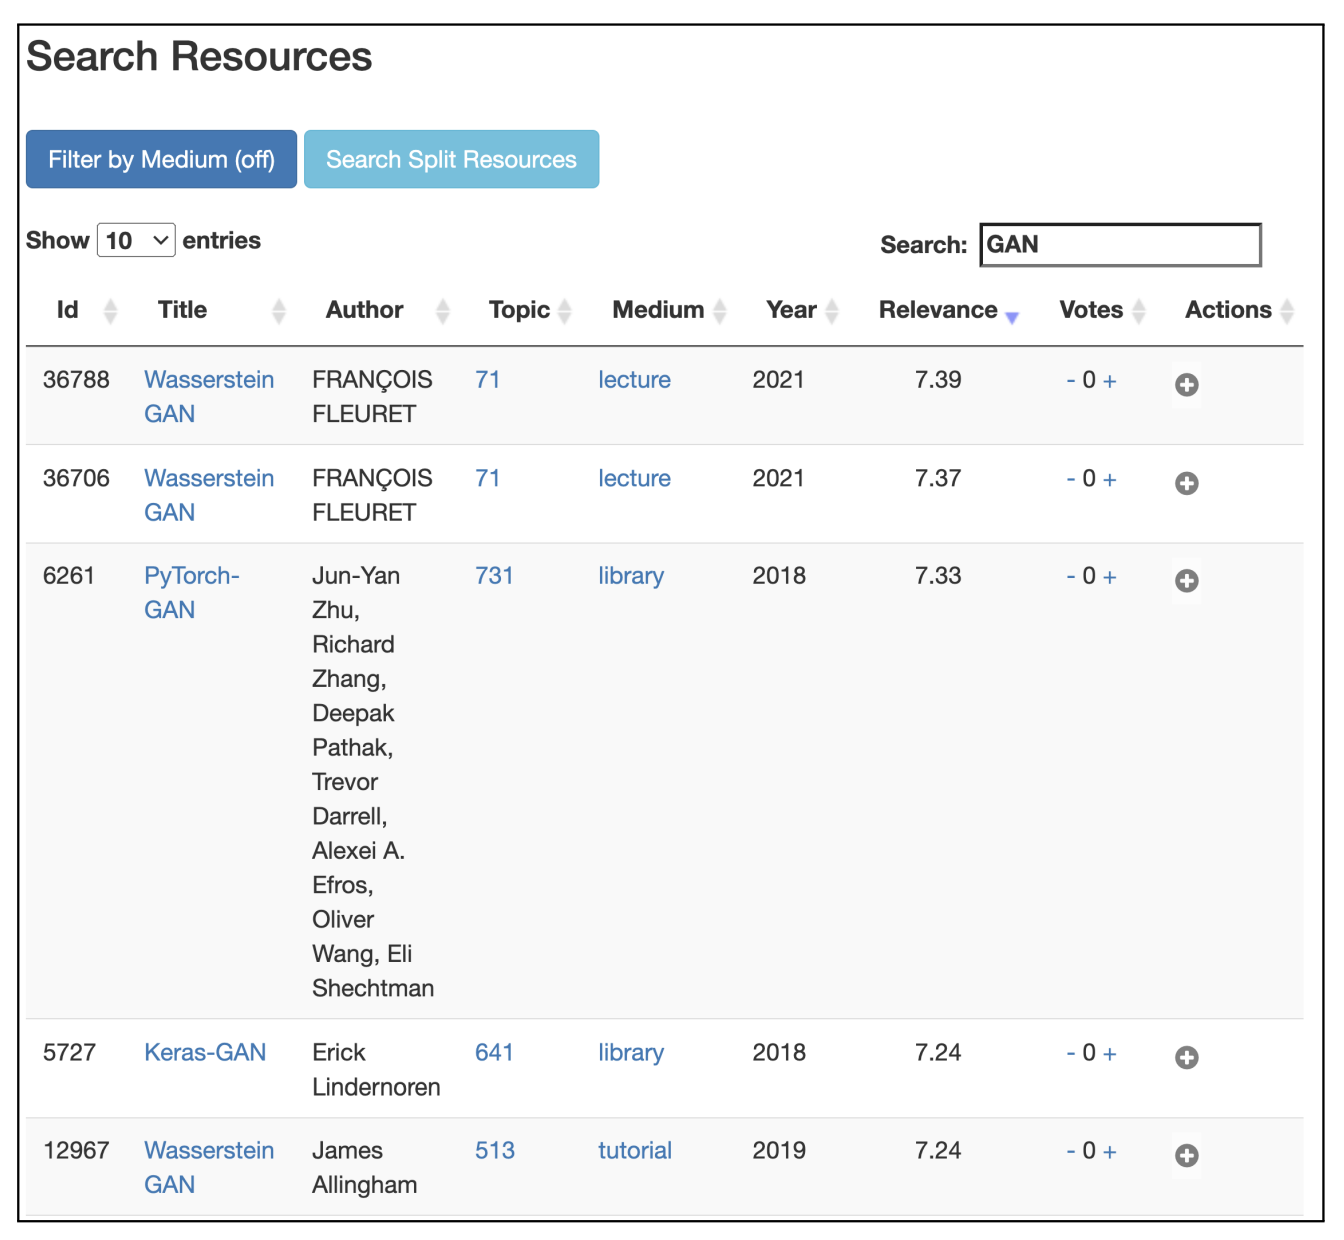 Search Resources
Filter by Medium (off) Search Split Resources
Show 10 entries Search: GAN
Id Title Author Topic Medium Year Relevance Votes Actions
36788 Wasserstein FRANÇOIS 71 lecture 2021 7.39 - 0 +
GAN FLEURET
36706 Wasserstein FRANÇOIS 71 lecture 2021 7.37 - 0 +
GAN FLEURET
6261 PyTorch- Jun-Yan 731 library 2018 7.33 - 0 +
GAN Zhu,
Richard
Zhang,
Deepak
Pathak,
Trevor
Darrell,
Alexei A.
Efros,
Oliver
Wang, Eli
Shechtman
5727 Keras-GAN Erick 641 library 2018 7.24 - 0 +
Lindernoren
12967 Wasserstein James 513 tutorial 2019 7.24 - 0 +
GAN Allingham